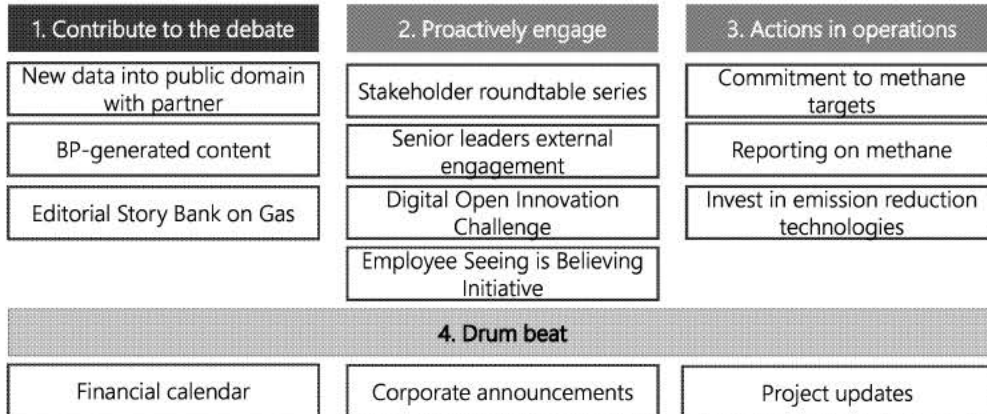 1. Contribute to the debate
New data into public domain
with partner
BP-generated content
Editorial Story Bank on Gas
2. Proactively engage
Stakeholder roundtable series
Senior leaders external
engagement
Digital Open Innovation
Challenge
Employee Seeing is Believing
Initiative
3. Actions in operations
Commitment to methane
targets
Reporting on methane
Invest in emission reduction
technologies
4. Drum beat
Financial calendar
Corporate announcements
Project updates